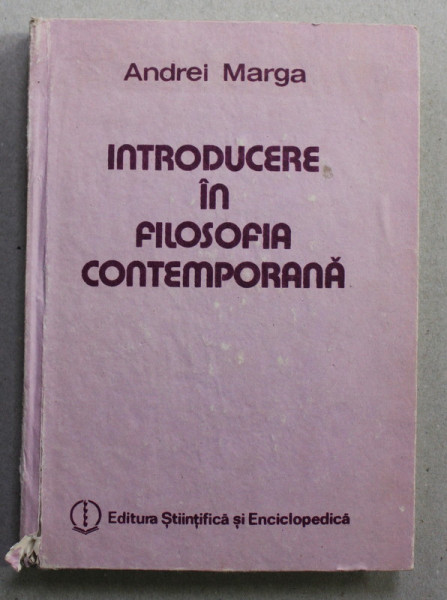 Andrei Marga
INTRODUCERE
ÎN
FILOSOFIA
CONTEMPORANĂ
Editura Ştiinţifică şi Enciclopedică